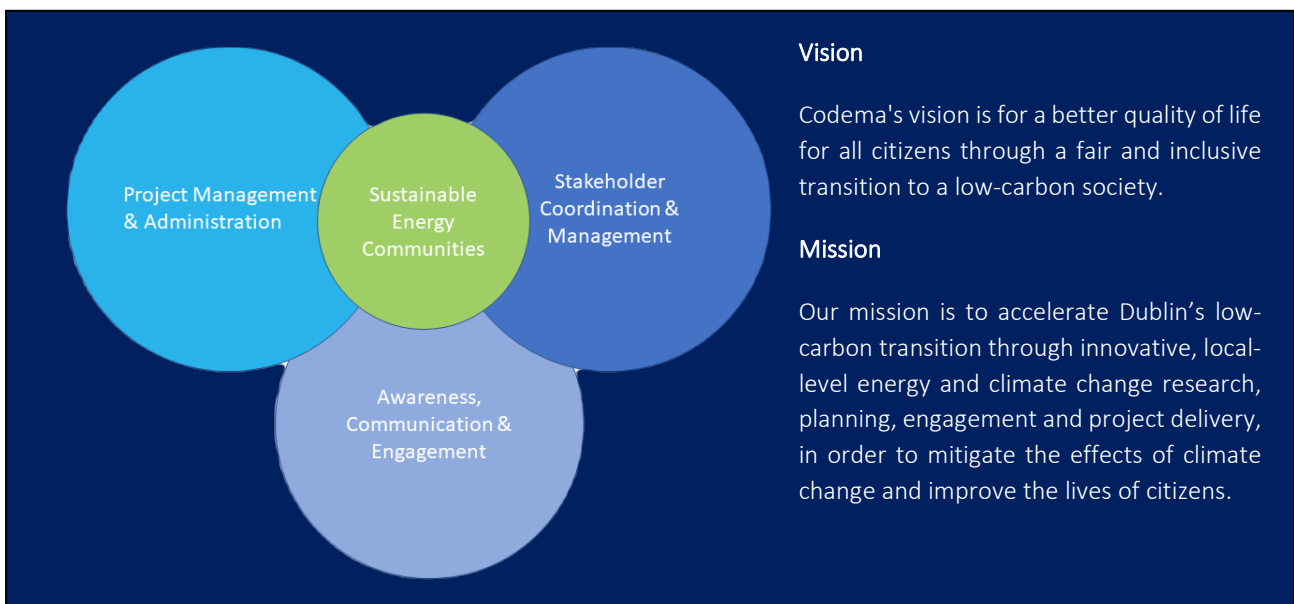 Project Management
& Administration
Sustainable
Energy
Communities
Stakeholder
Coordination &
Management
Awareness,
Communication &
Engagement
Vision
Codema's vision is for a better quality of life
for all citizens through a fair and inclusive
transition to a low-carbon society.
Mission
Our mission is to accelerate Dublin’s low-
carbon transition through innovative, local-
level energy and climate change research,
planning, engagement and project delivery,
in order to mitigate the effects of climate
change and improve the lives of citizens.